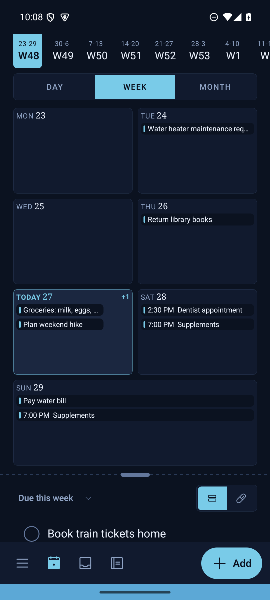 10:08
23-29
30-6
7-13
14-20
21-27
28-3
4-10
W48
W49
W50
W51
W52
W53
W1
DAY
WEEK
MONTH
MON 23
TUE 24
Water heater maintenance req...
WED 25
THU 26
Return library books
TODAY 27
+1
Groceries: milk, eggs, ...
Plan weekend hike
SAT 28
2:30 PM Dentist appointment
7:00 PM Supplements
SUN 29
Pay water bill
7:00 PM Supplements
Due this week
Book train tickets home
Add